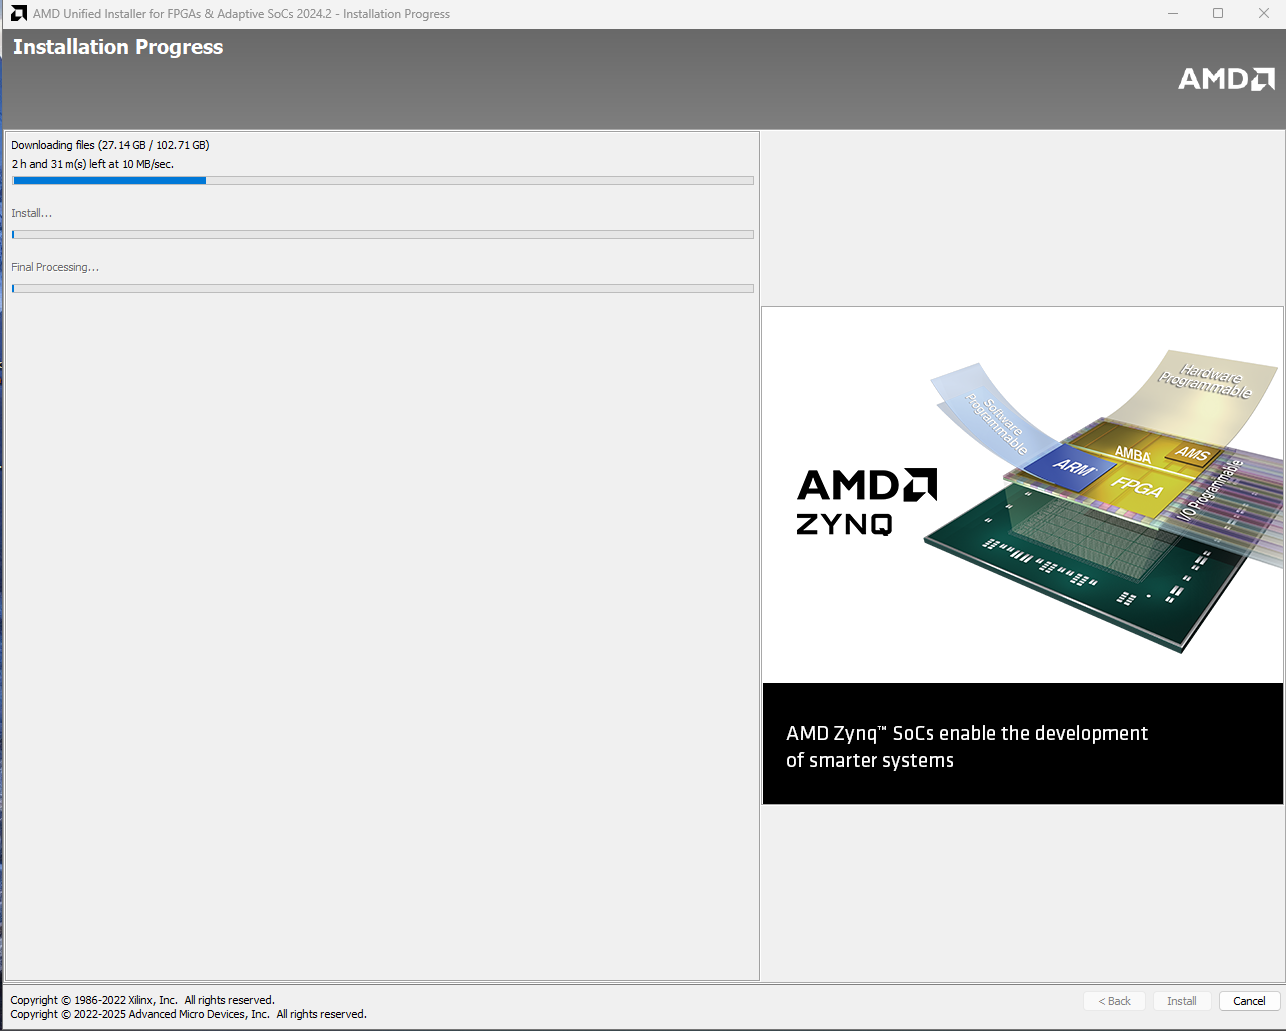 AMD Unified Installer for FPGAs & Adaptive SoCs 2024.2 - Installation Progress
Installation Progress
AMD
Downloading files (27.14 GB / 102.71 GB)
2 h and 31 m(s) left at 10 MB/sec.
Install...
Final Processing...
Hardware
Programmable
Software
Programmable
AMBA
AMS
ARM
FPGA
I/O Programmable
AMD
ZYNQ
AMD Zynq™ SoCs enable the development
of smarter systems
Copyright © 1986-2022 Xilinx, Inc. All rights reserved.
Copyright © 2022-2025 Advanced Micro Devices, Inc. All rights reserved.
< Back
Install
Cancel